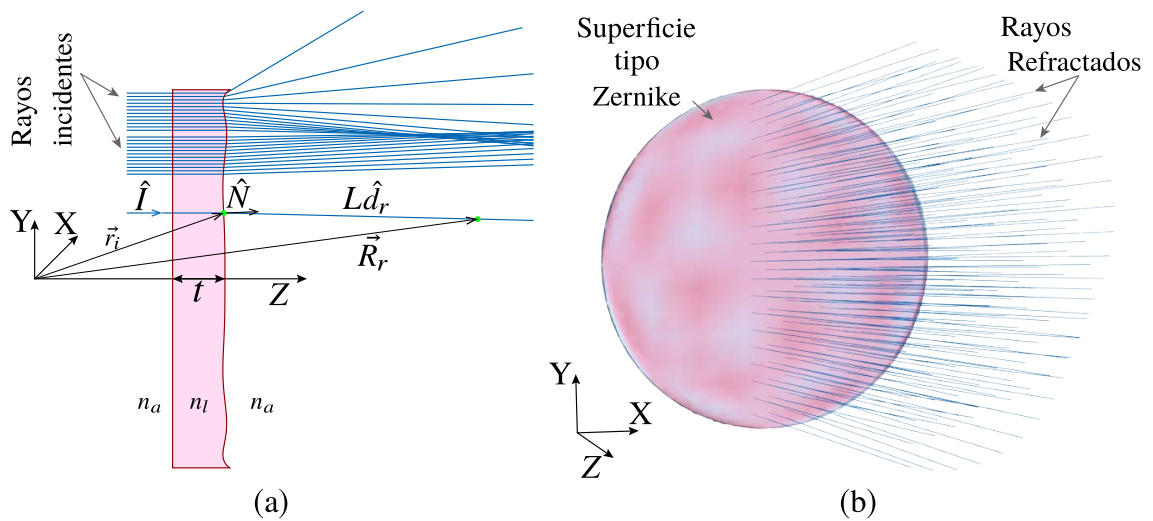 Rayos
incidentes
Î
N̂
Ld̂ᵣ
Y
X
r⃗ᵢ
R⃗ᵣ
t
Z
nₐ
nₗ
nₐ
(a)
Superficie
tipo
Zernike
Rayos
Refractados
Y
X
Z
(b)